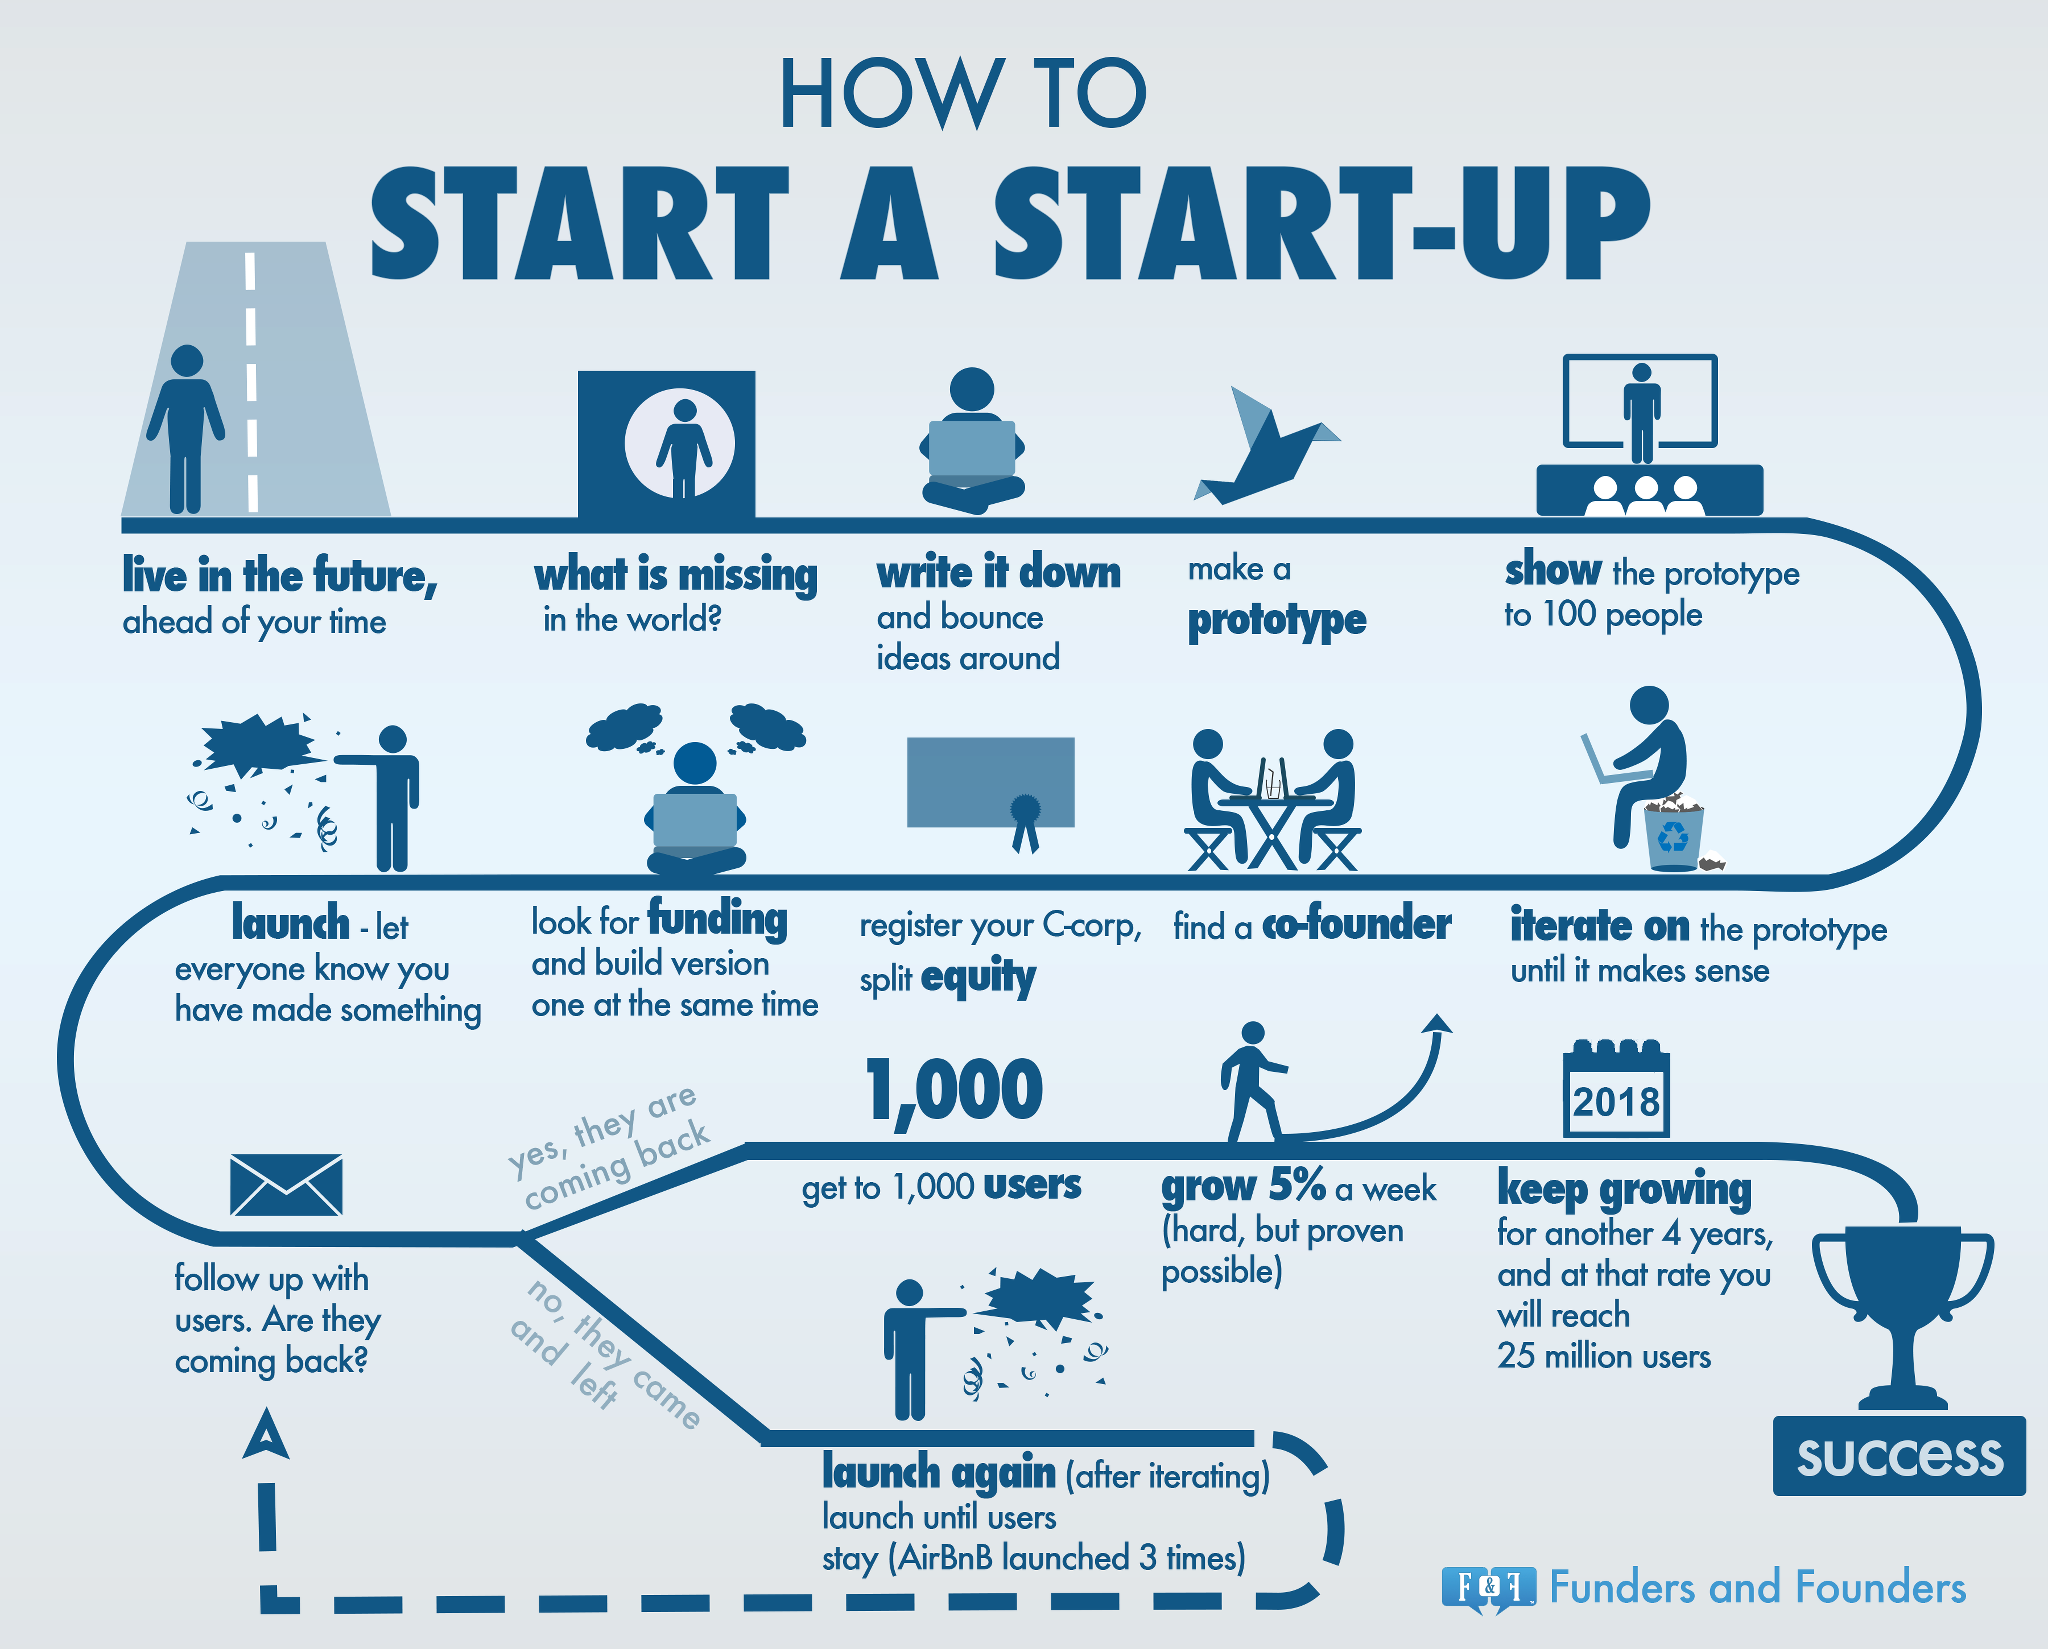 HOW TO
START A START-UP
live in the future,
ahead of your time
what is missing
in the world?
write it down
and bounce
ideas around
make a
prototype
show the prototype
to 100 people
iterate on the prototype
until it makes sense
find a co-founder
register your C-corp,
split equity
look for funding
and build version
one at the same time
launch - let
everyone know you
have made something
follow up with
users. Are they
coming back?
yes, they are
coming back
1,000
get to 1,000 users
grow 5% a week
(hard, but proven
possible)
2018
keep growing
for another 4 years,
and at that rate you
will reach
25 million users
success
no, they came
and left
launch again (after iterating)
launch until users
stay (AirBnB launched 3 times)
F&F Funders and Founders